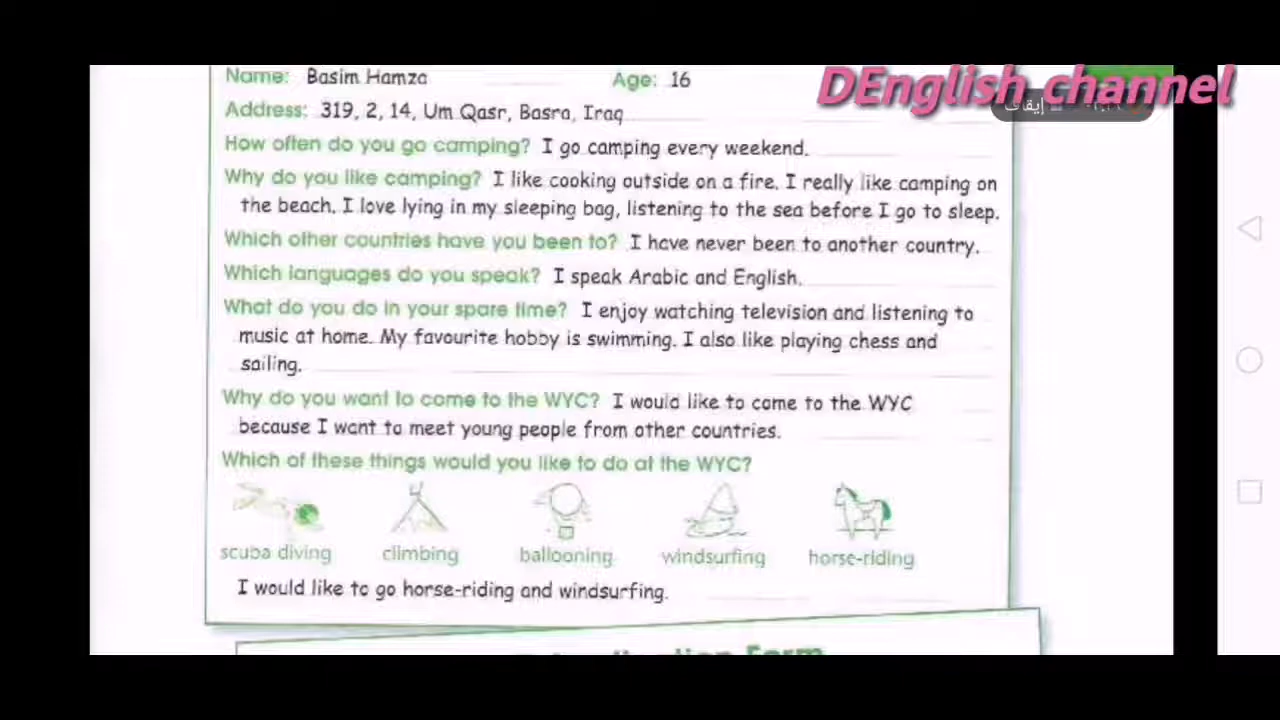 DEnglish channel
Name: Basim Hamza Age: 16
إيقاف
Address: 319, 2, 14, Um Qasr, Basra, Iraq
How often do you go camping? I go camping every weekend.
Why do you like camping? I like cooking outside on a fire. I really like camping on
the beach. I love lying in my sleeping bag, listening to the sea before I go to sleep.
Which other countries have you been to? I have never been to another country.
Which languages do you speak? I speak Arabic and English.
What do you do in your spare time? I enjoy watching television and listening to
music at home. My favourite hobby is swimming. I also like playing chess and
sailing.
Why do you want to come to the WYC? I would like to come to the WYC
because I want to meet young people from other countries.
Which of these things would you like to do at the WYC?
scuba diving climbing ballooning windsurfing horse-riding
I would like to go horse-riding and windsurfing.